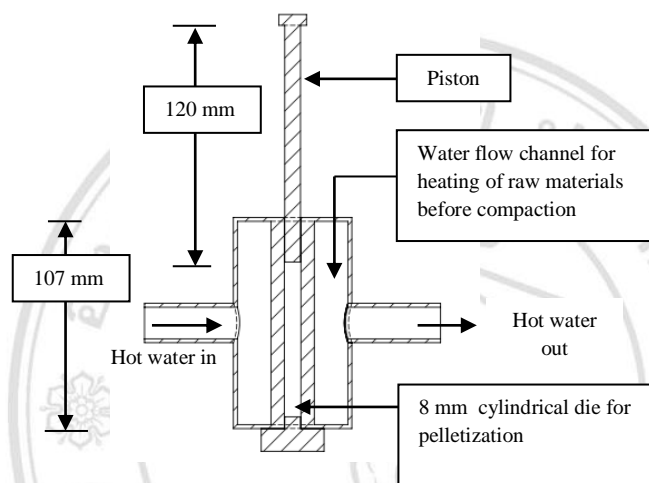 120 mm
Piston
Water flow channel for
heating of raw materials
before compaction
107 mm
Hot water in
Hot water
out
8 mm cylindrical die for
pelletization